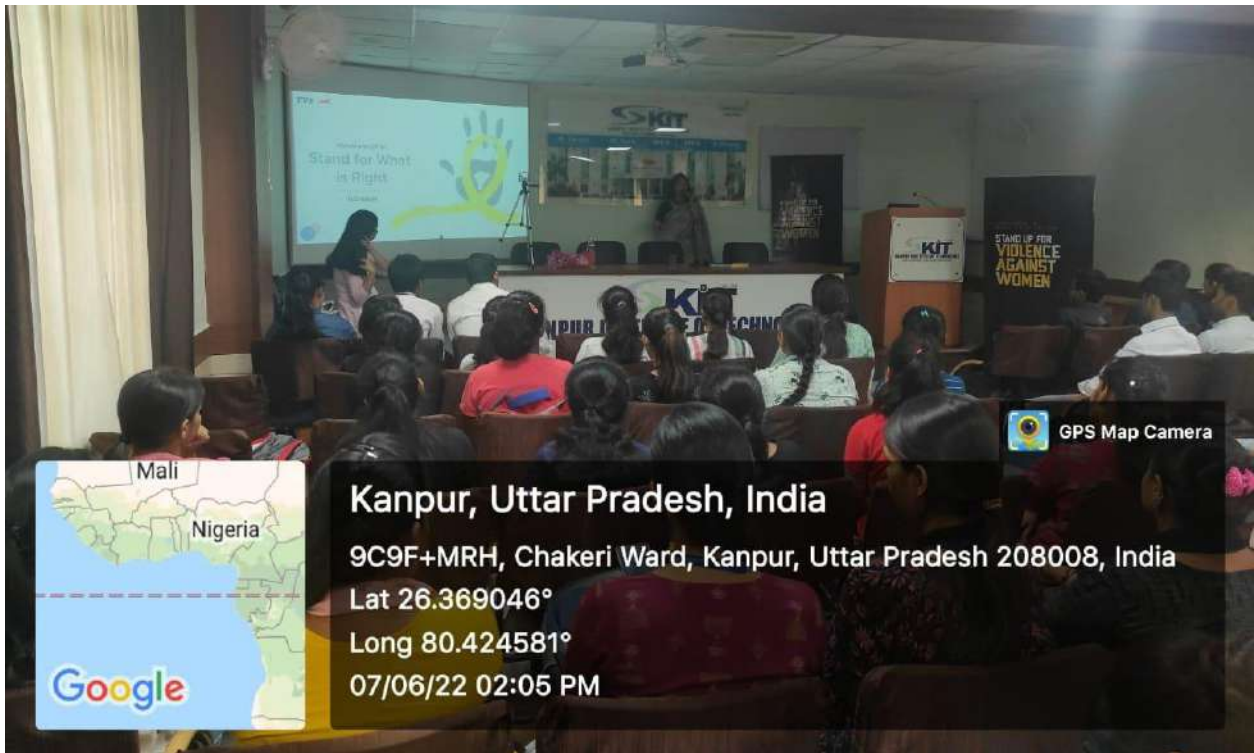 Stand for What
is Right
KIT
KIT
STAND UP FOR
VIOLENCE
AGAINST
WOMEN
KIT
GPS Map Camera
Mali
Nigeria
Google
Kanpur, Uttar Pradesh, India
9C9F+MRH, Chakeri Ward, Kanpur, Uttar Pradesh 208008, India
Lat 26.369046°
Long 80.424581°
07/06/22 02:05 PM